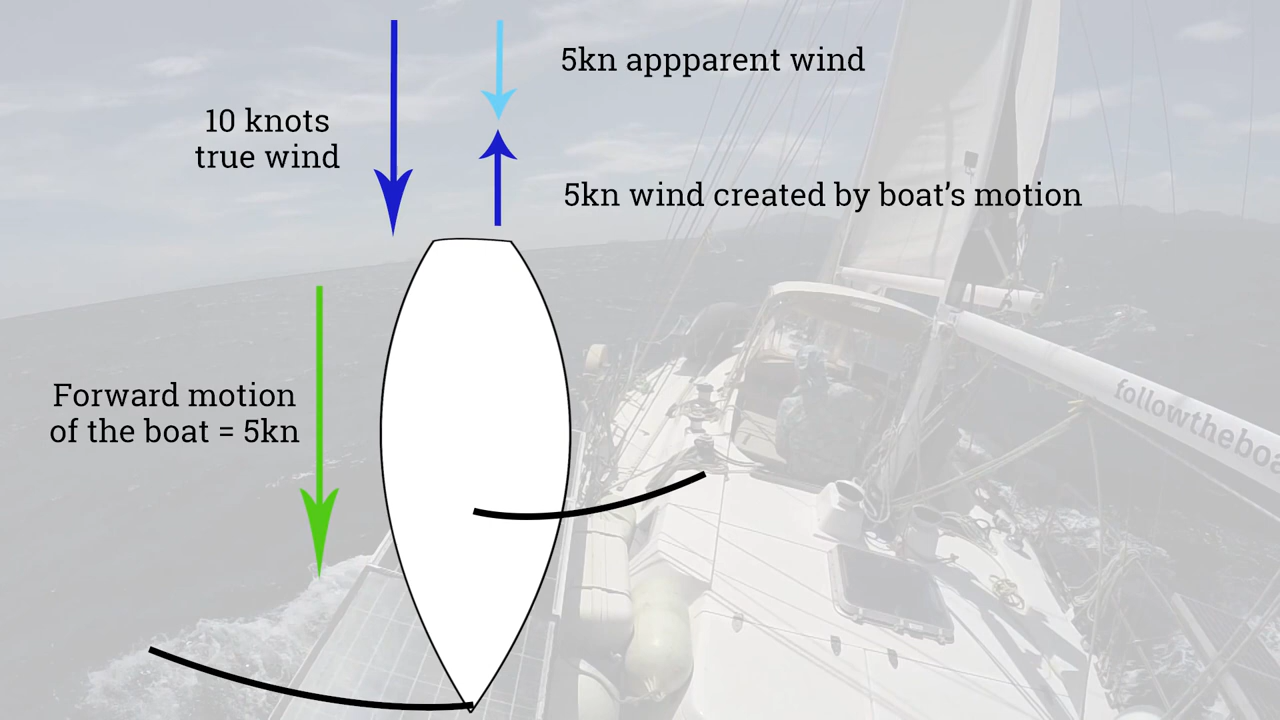 5kn appparent wind
10 knots
true wind
5kn wind created by boat’s motion
Forward motion
of the boat = 5kn
followtheboa